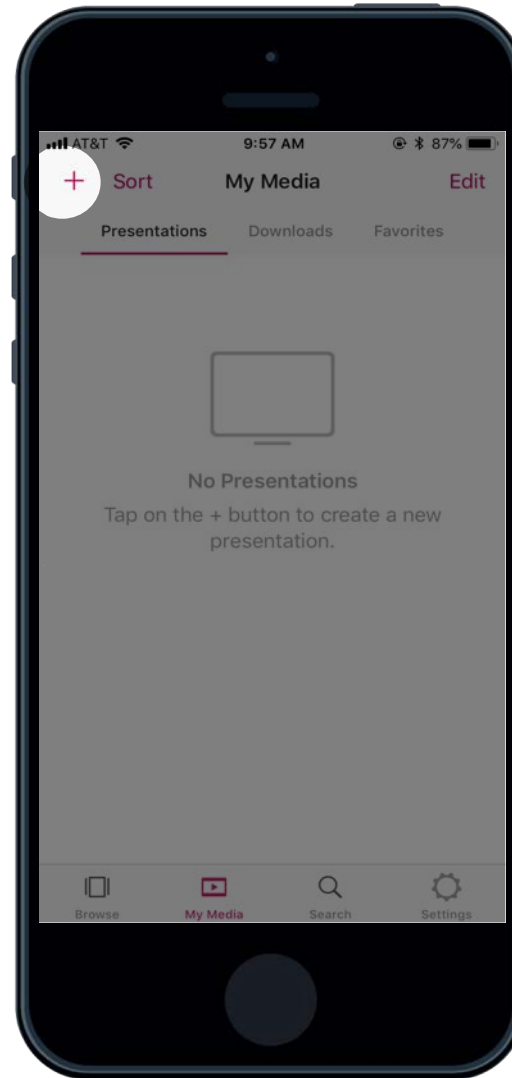 AT&T 9:57 AM 87%
+ Sort My Media Edit
Presentations Downloads Favorites
No Presentations
Tap on the + button to create a new
presentation.
Browse My Media Search Settings